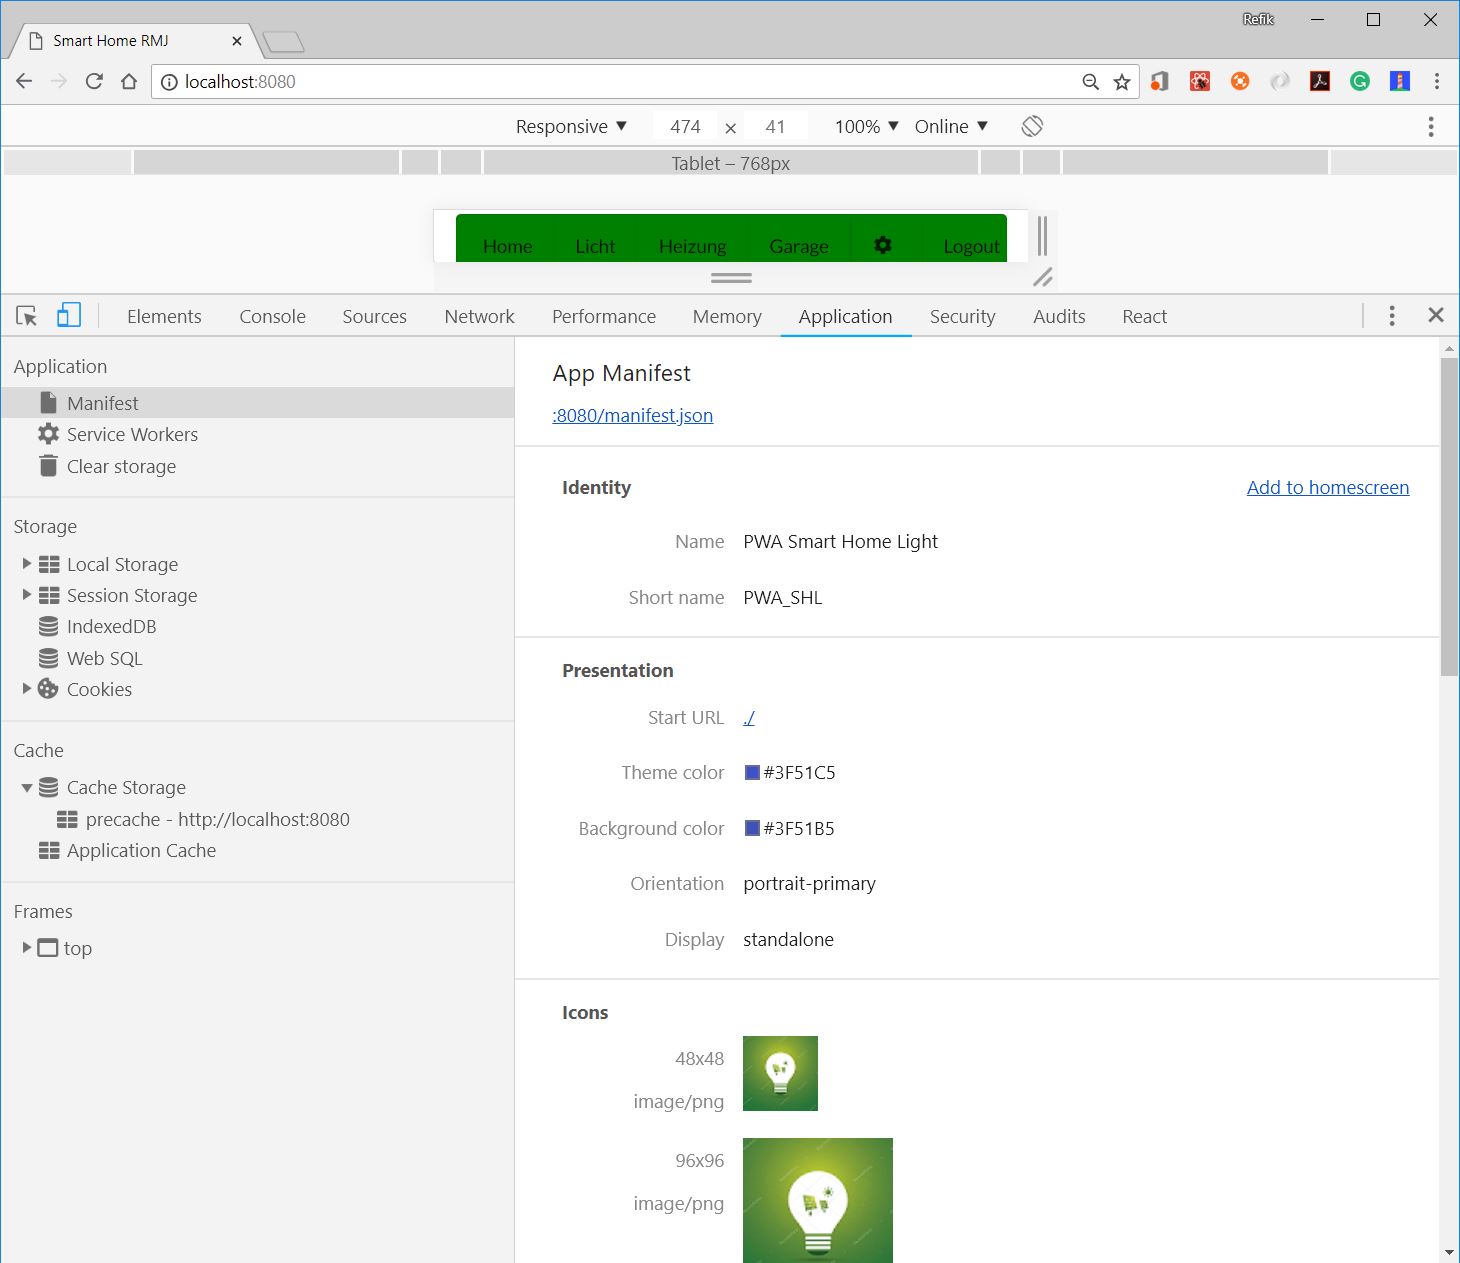 Refik
Smart Home RMJ
localhost:8080
Responsive 474 × 41 100% Online
Tablet – 768px
Home Licht Heizung Garage Logout
Elements Console Sources Network Performance Memory Application Security Audits React
Application
Manifest
Service Workers
Clear storage
Storage
Local Storage
Session Storage
IndexedDB
Web SQL
Cookies
Cache
Cache Storage
precache - http://localhost:8080
Application Cache
Frames
top
App Manifest
:8080/manifest.json
Identity Add to homescreen
Name PWA Smart Home Light
Short name PWA_SHL
Presentation
Start URL ./
Theme color #3F51C5
Background color #3F51B5
Orientation portrait-primary
Display standalone
Icons
48x48
image/png
96x96
image/png